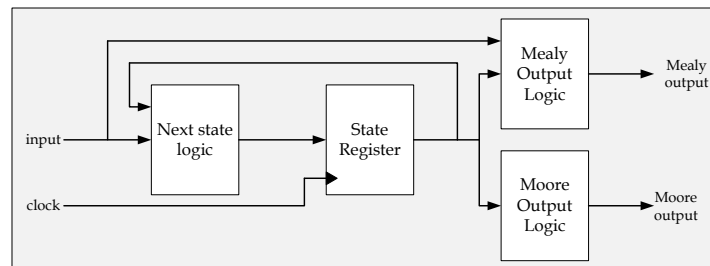 Mealy
Output
Logic
Mealy
output
input
Next state
logic
State
Register
clock
Moore
Output
Logic
Moore
output